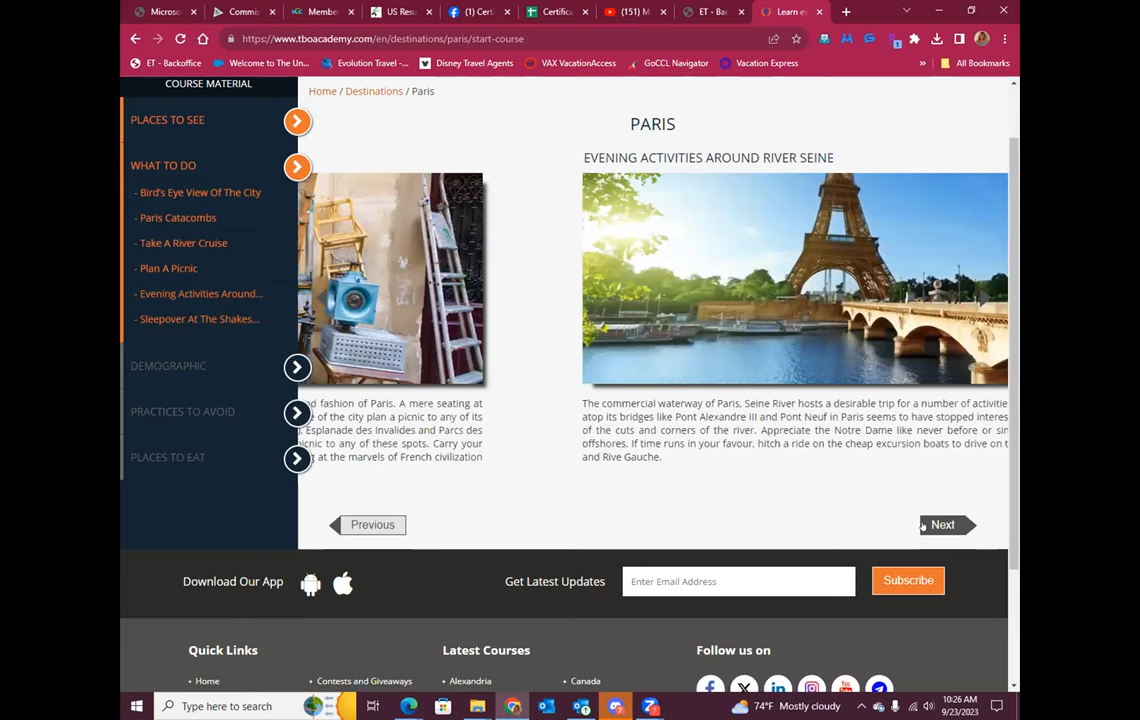 Microso
Commis
Member
US Resu
(1) Certi
Certifica
(151) M
ET - Bac
Learn ev
https://www.tboacademy.com/en/destinations/paris/start-course
ET - Backoffice
Welcome to The Un...
Evolution Travel -...
Disney Travel Agents
VAX VacationAccess
GoCCL Navigator
Vacation Express
»
All Bookmarks
COURSE MATERIAL
PLACES TO SEE
WHAT TO DO
- Bird's Eye View Of The City
- Paris Catacombs
- Take A River Cruise
- Plan A Picnic
- Evening Activities Around...
- Sleepover At The Shakes...
DEMOGRAPHIC
PRACTICES TO AVOID
PLACES TO EAT
Home / Destinations / Paris
PARIS
EVENING ACTIVITIES AROUND RIVER SEINE
d fashion of Paris. A mere seating at
e of the city plan a picnic to any of its
, Esplanade des Invalides and Parcs des
picnic to any of these spots. Carry your
g at the marvels of French civilization
The commercial waterway of Paris, Seine River hosts a desirable trip for a number of activitie
atop its bridges like Pont Alexandre III and Pont Neuf in Paris seems to have stopped interes
of the cuts and corners of the river. Appreciate the Notre Dame like never before or sin
offshores. If time runs in your favour, hitch a ride on the cheap excursion boats to drive on t
and Rive Gauche.
Previous
Next
Download Our App
Get Latest Updates
Enter Email Address
Subscribe
Quick Links
Latest Courses
Follow us on
Home
Contests and Giveaways
Alexandria
Canada
Type here to search
74°F Mostly cloudy
10:26 AM
9/23/2023